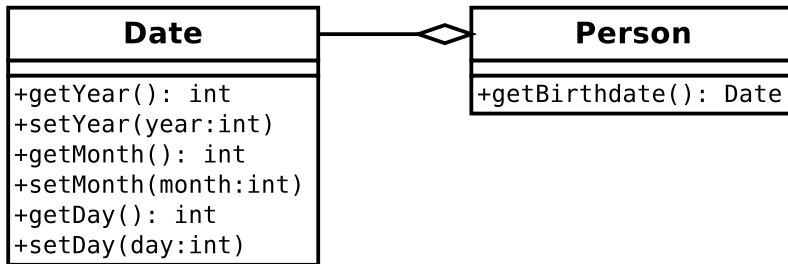 Date
+getYear(): int
+setYear(year:int)
+getMonth(): int
+setMonth(month:int)
+getDay(): int
+setDay(day:int)
Person
+getBirthdate(): Date